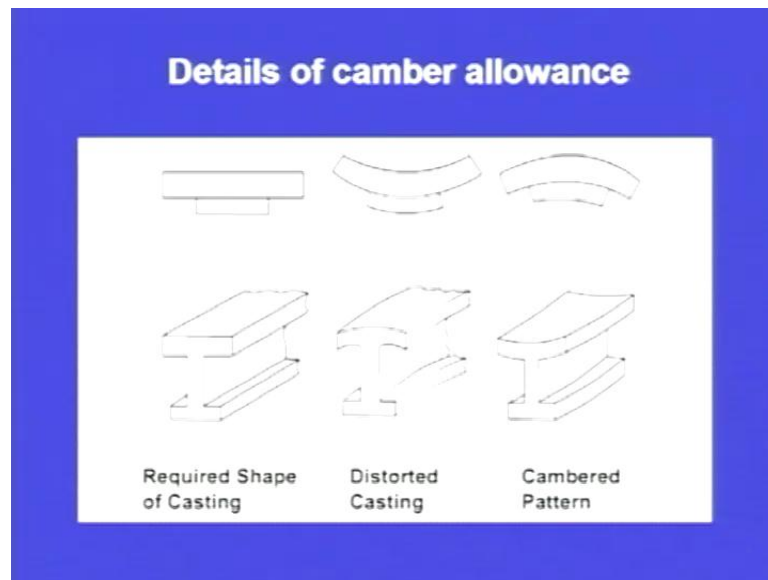 Details of camber allowance
Required Shape
of Casting
Distorted
Casting
Cambered
Pattern